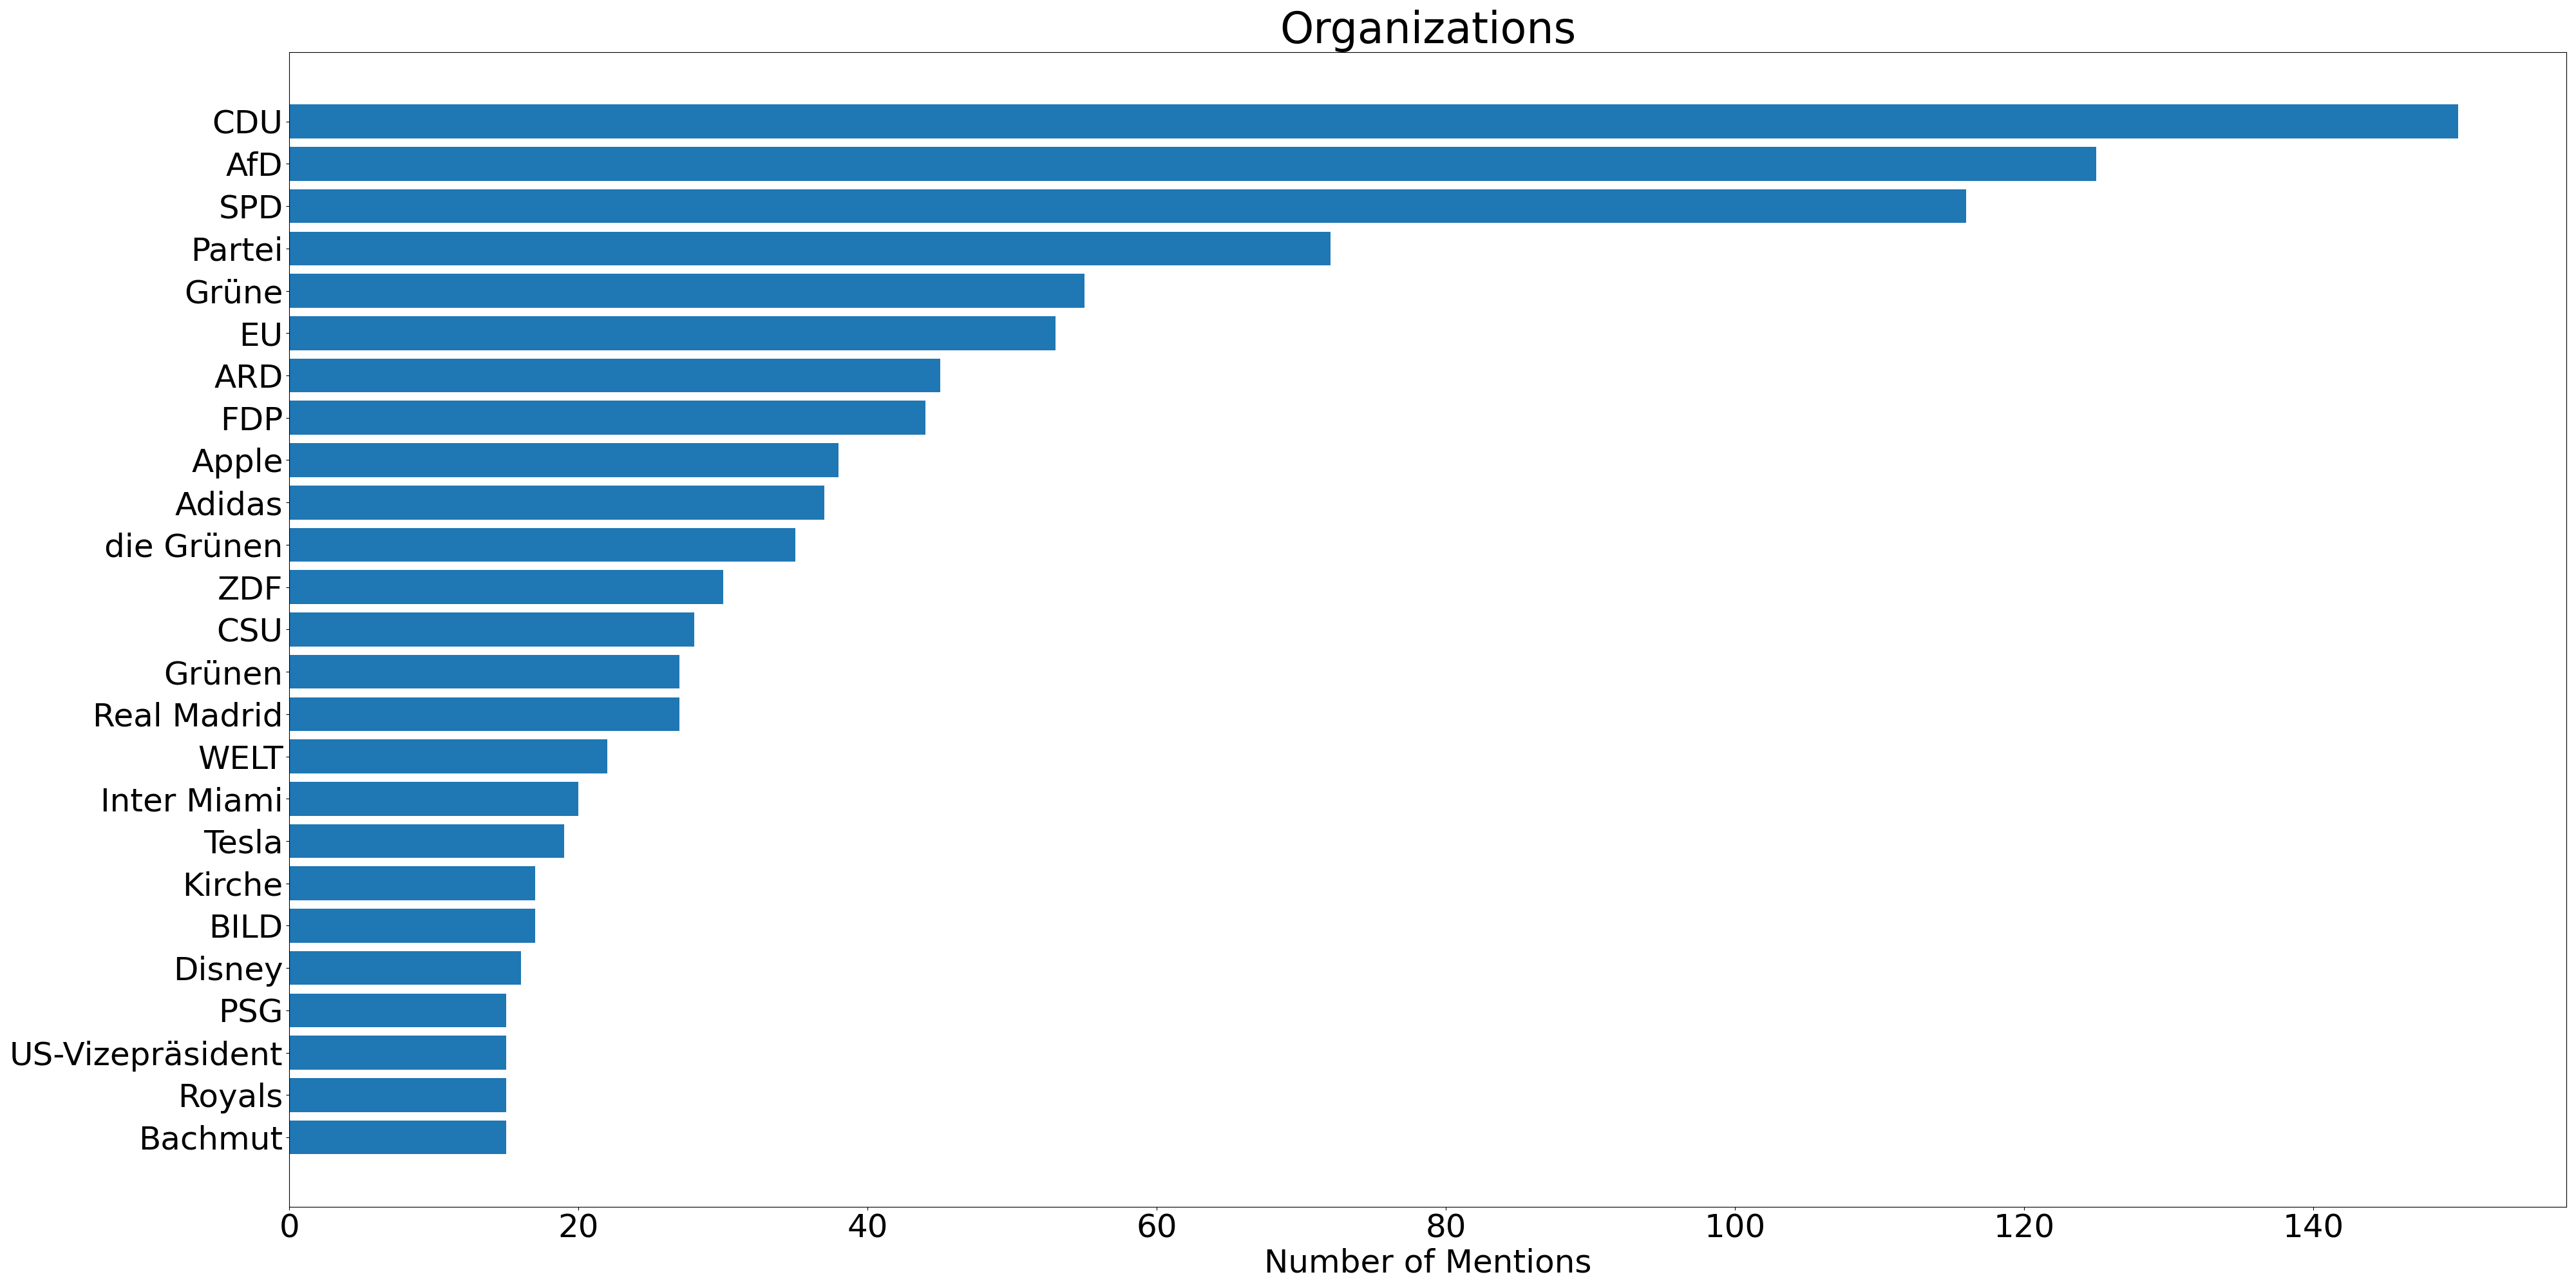 Organizations
CDU
AfD
SPD
Partei
Grüne
EU
ARD
FDP
Apple
Adidas
die Grünen
ZDF
CSU
Grünen
Real Madrid
WELT
Inter Miami
Tesla
Kirche
BILD
Disney
PSG
US-Vizepräsident
Royals
Bachmut
0 20 40 60 80 100 120 140
Number of Mentions